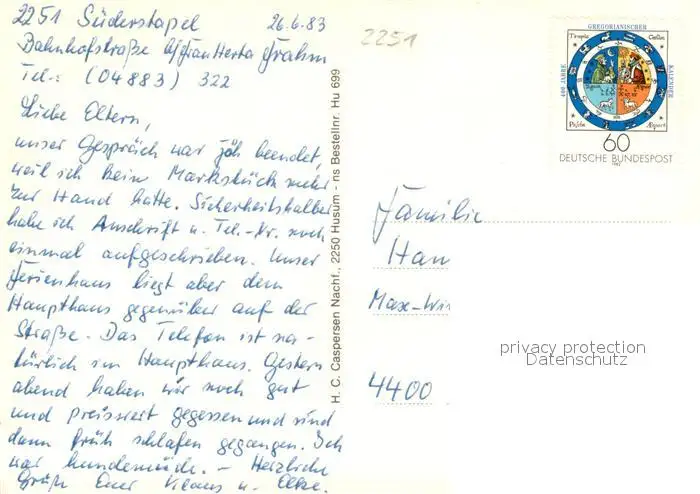 2251 Süderstapel 26.6.83
Bahnhofstraße b/Frau Herta Frahm
Tel.: (04883) 322
Liebe Eltern,
unser Gespräch war jäh beendet,
weil ich kein Markstück mehr
zur Hand hatte. Sicherheitshalber
habe ich Anschrift u. Tel.-Nr. noch
einmal aufgeschrieben. Unser
Ferienhaus liegt aber dem
Haupthaus gegenüber auf der
Straße. Das Telefon ist na-
türlich im Haupthaus. Gestern
abend haben wir noch gut
und preiswert gegessen und sind
dann früh schlafen gegangen. Ich
war hundemüde. – Herzliche
Grüße Euer Klaus u. Elke.
H. C. Caspersen Nachf., 2250 Husum - ns Bestellnr. Hu 699
2251
GREGORIANISCHER
400 JAHRE
KALENDER
60
DEUTSCHE BUNDESPOST
1982
Familie
Han
Max-Wi
4400
privacy protection
Datenschutz